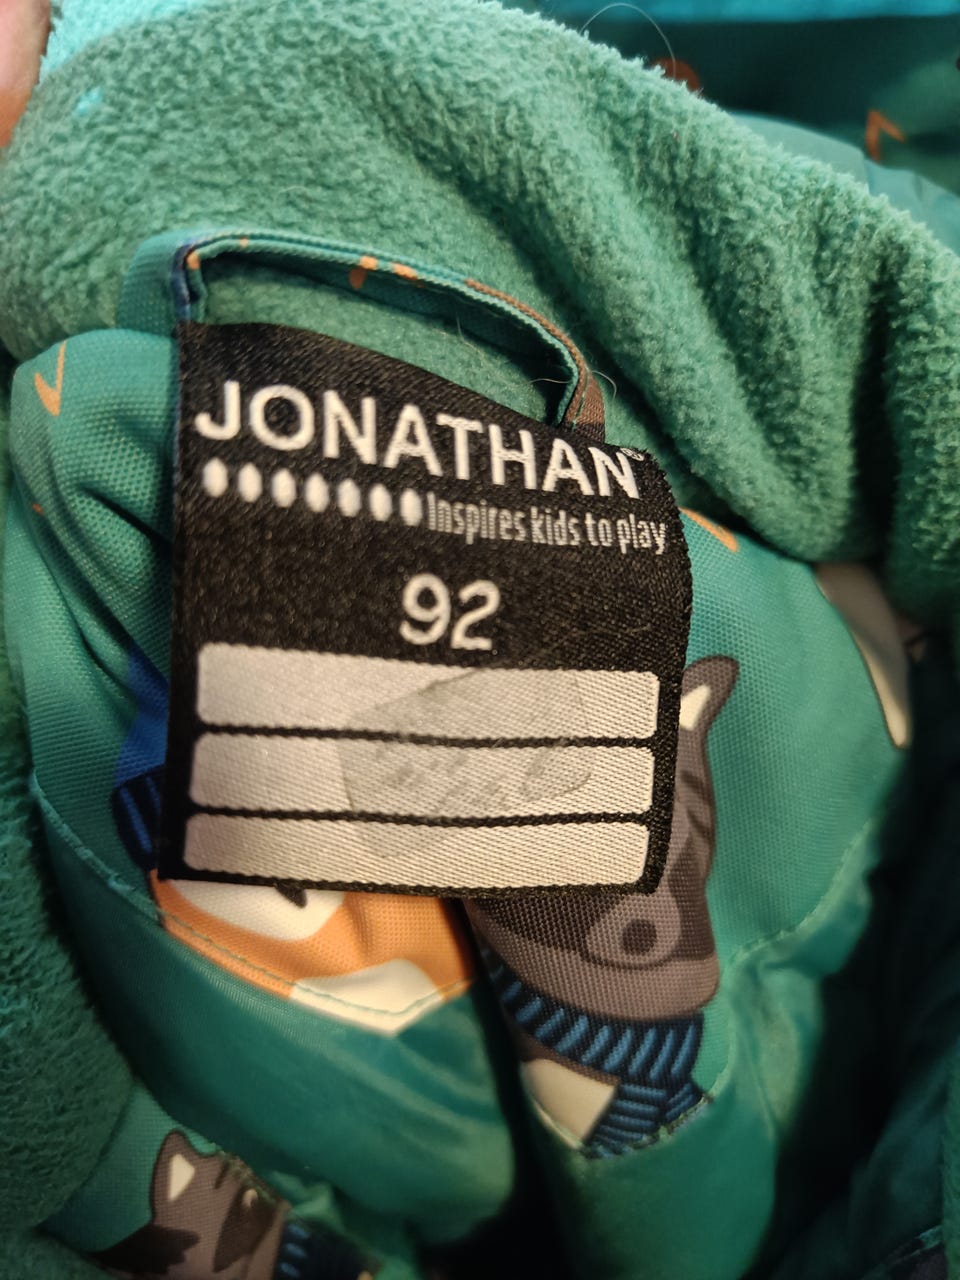 JONATHAN®
Inspires kids to play
92